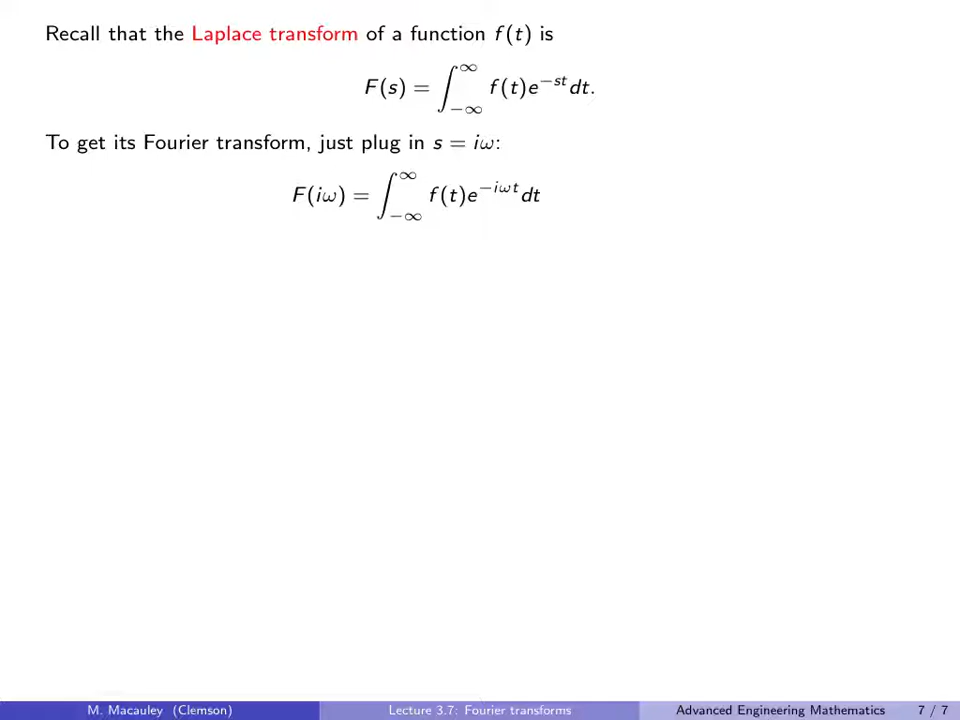 Recall that the Laplace transform of a function f(t) is
F(s) = ∫_{−∞}^{∞} f(t)e^{−st}dt.
To get its Fourier transform, just plug in s = iω:
F(iω) = ∫_{−∞}^{∞} f(t)e^{−iωt}dt
M. Macauley (Clemson) Lecture 3.7: Fourier transforms Advanced Engineering Mathematics 7 / 7